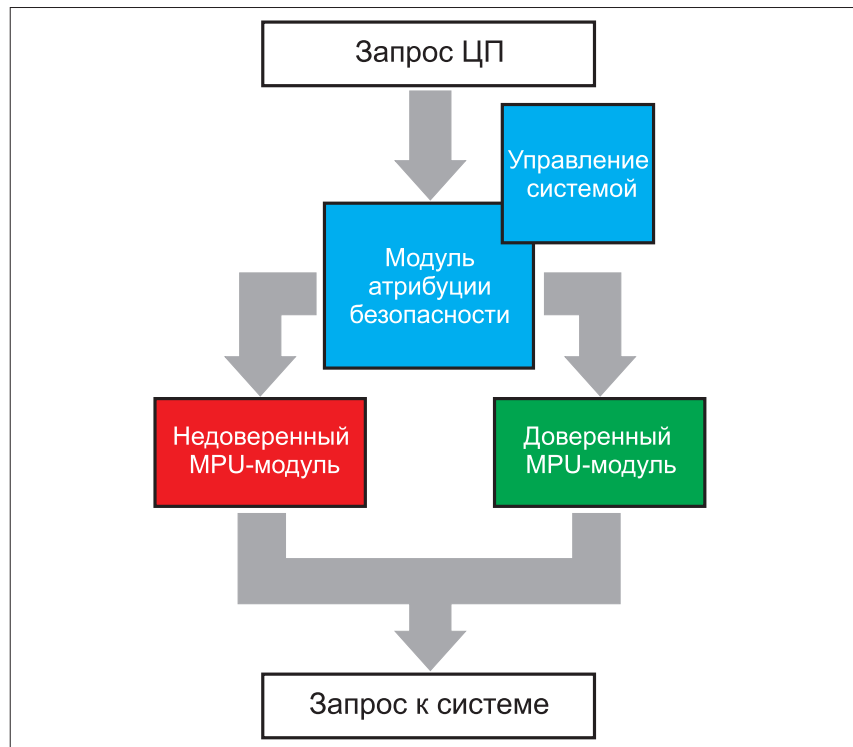 Запрос ЦП
Управление
системой
Модуль
атрибуции
безопасности
Недоверенный
MPU-модуль
Доверенный
MPU-модуль
Запрос к системе